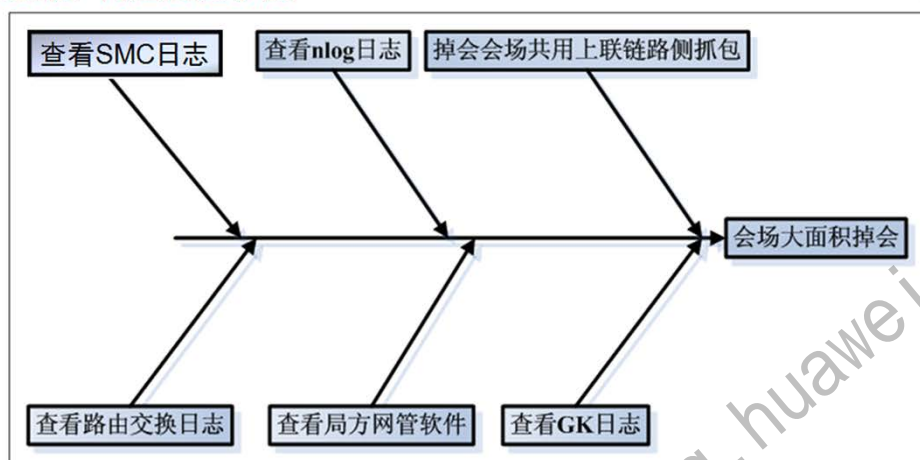 查看SMC日志
查看nlog日志
掉会会场共用上联链路侧抓包
会场大面积掉会
查看路由交换日志
查看局方网管软件
查看GK日志
huawei